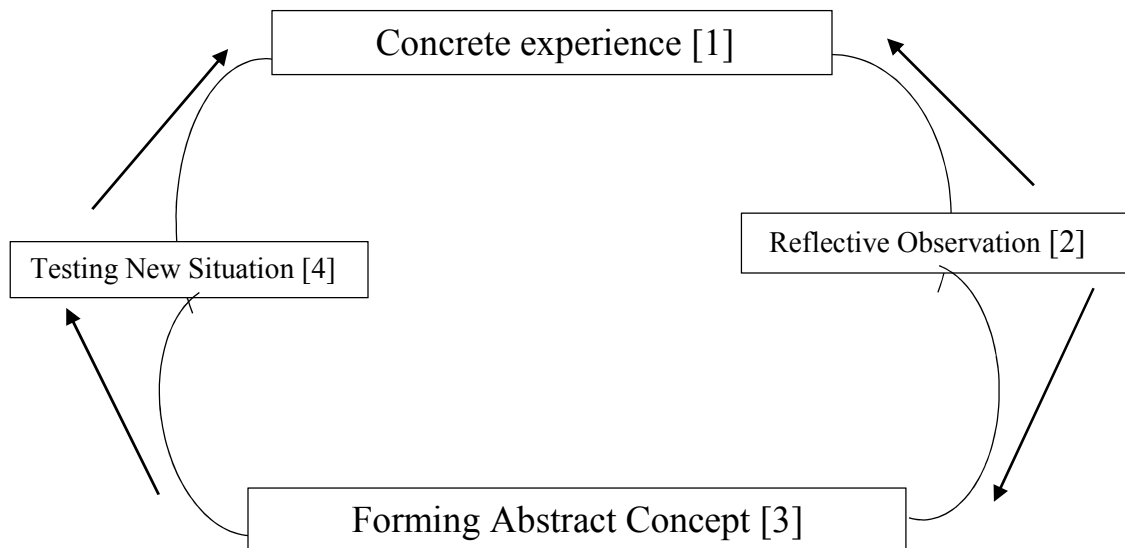 Concrete experience [1]
Reflective Observation [2]
Testing New Situation [4]
Forming Abstract Concept [3]